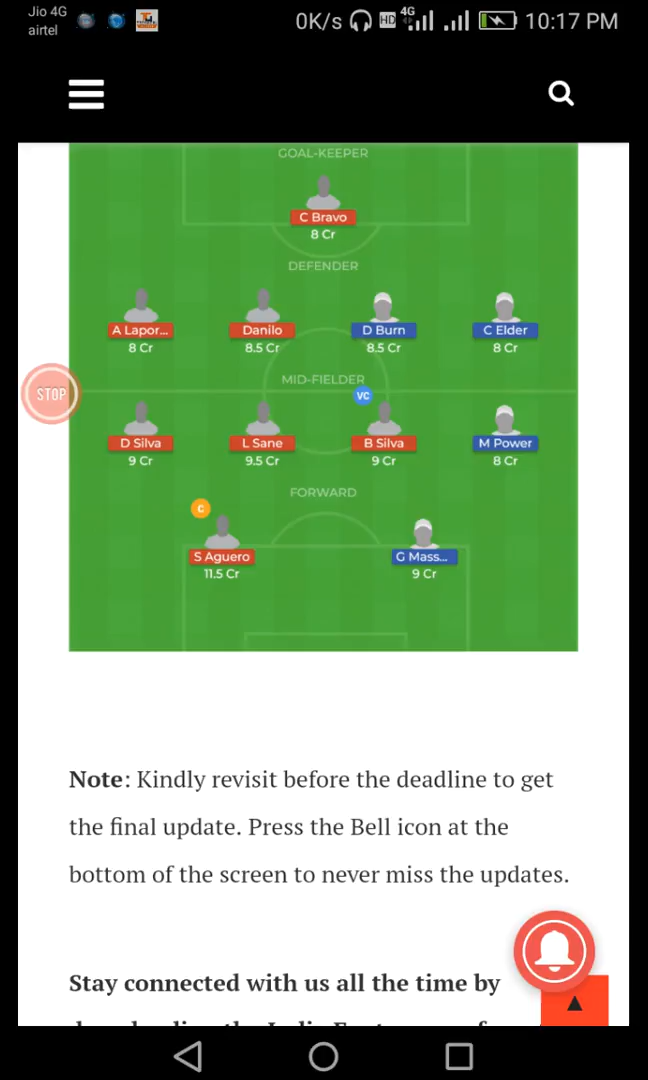 Jio 4G
airtel
0K/s HD 4G 10:17 PM
GOAL-KEEPER
C Bravo
8 Cr
DEFENDER
A Lapor... Danilo D Burn C Elder
8 Cr 8.5 Cr 8.5 Cr 8 Cr
STOP
MID-FIELDER
VC
D Silva L Sane B Silva M Power
9 Cr 9.5 Cr 9 Cr 8 Cr
FORWARD
C
S Aguero G Mass...
11.5 Cr 9 Cr
Note: Kindly revisit before the deadline to get
the final update. Press the Bell icon at the
bottom of the screen to never miss the updates.
Stay connected with us all the time by